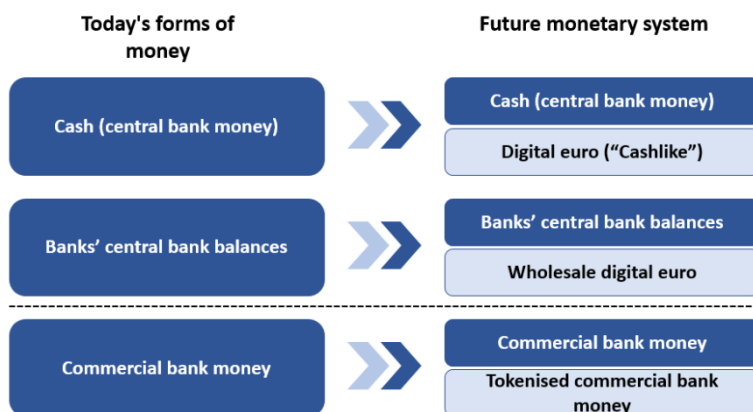 Today's forms of
money
Future monetary system
Cash (central bank money)
Cash (central bank money)
Digital euro (“Cashlike”)
Banks’ central bank balances
Banks’ central bank balances
Wholesale digital euro
Commercial bank money
Commercial bank money
Tokenised commercial bank
money